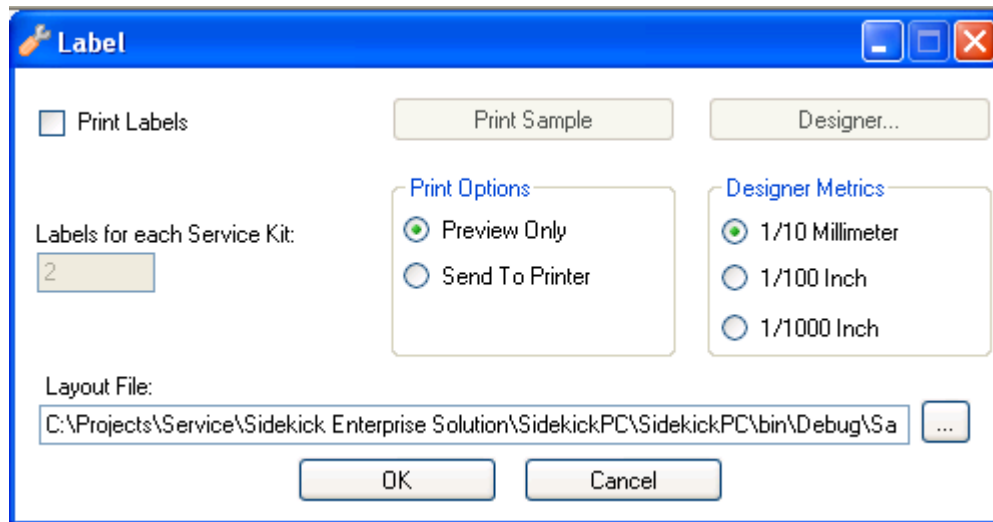 Label
Print Labels
Print Sample
Designer...
Print Options
Designer Metrics
Labels for each Service Kit:
2
Preview Only
Send To Printer
1/10 Millimeter
1/100 Inch
1/1000 Inch
Layout File:
C:\Projects\Service\Sidekick Enterprise Solution\SidekickPC\SidekickPC\bin\Debug\Sa
...
OK
Cancel